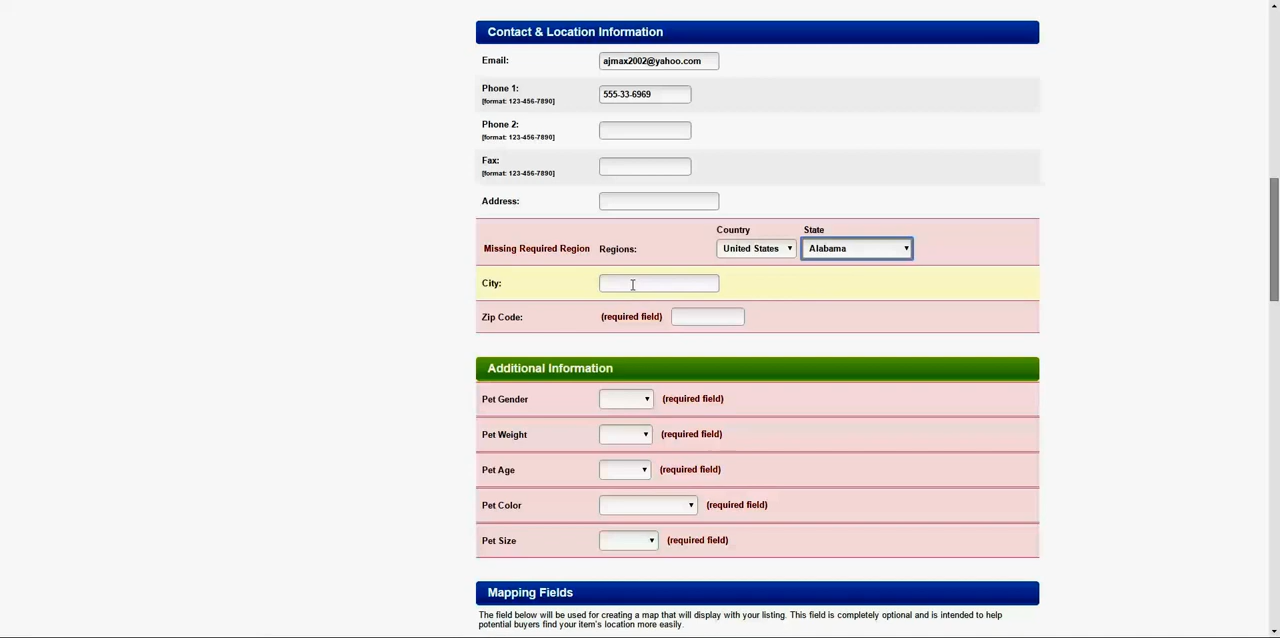 Contact & Location Information
Email: ajmax2002@yahoo.com
Phone 1: 555-33-6969
[format: 123-456-7890]
Phone 2:
[format: 123-456-7890]
Fax:
[format: 123-456-7890]
Address:
Country State
Missing Required Region Regions: United States Alabama
City:
Zip Code: (required field)
Additional Information
Pet Gender (required field)
Pet Weight (required field)
Pet Age (required field)
Pet Color (required field)
Pet Size (required field)
Mapping Fields
The field below will be used for creating a map that will display with your listing. This field is completely optional and is intended to help
potential buyers find your item's location more easily.